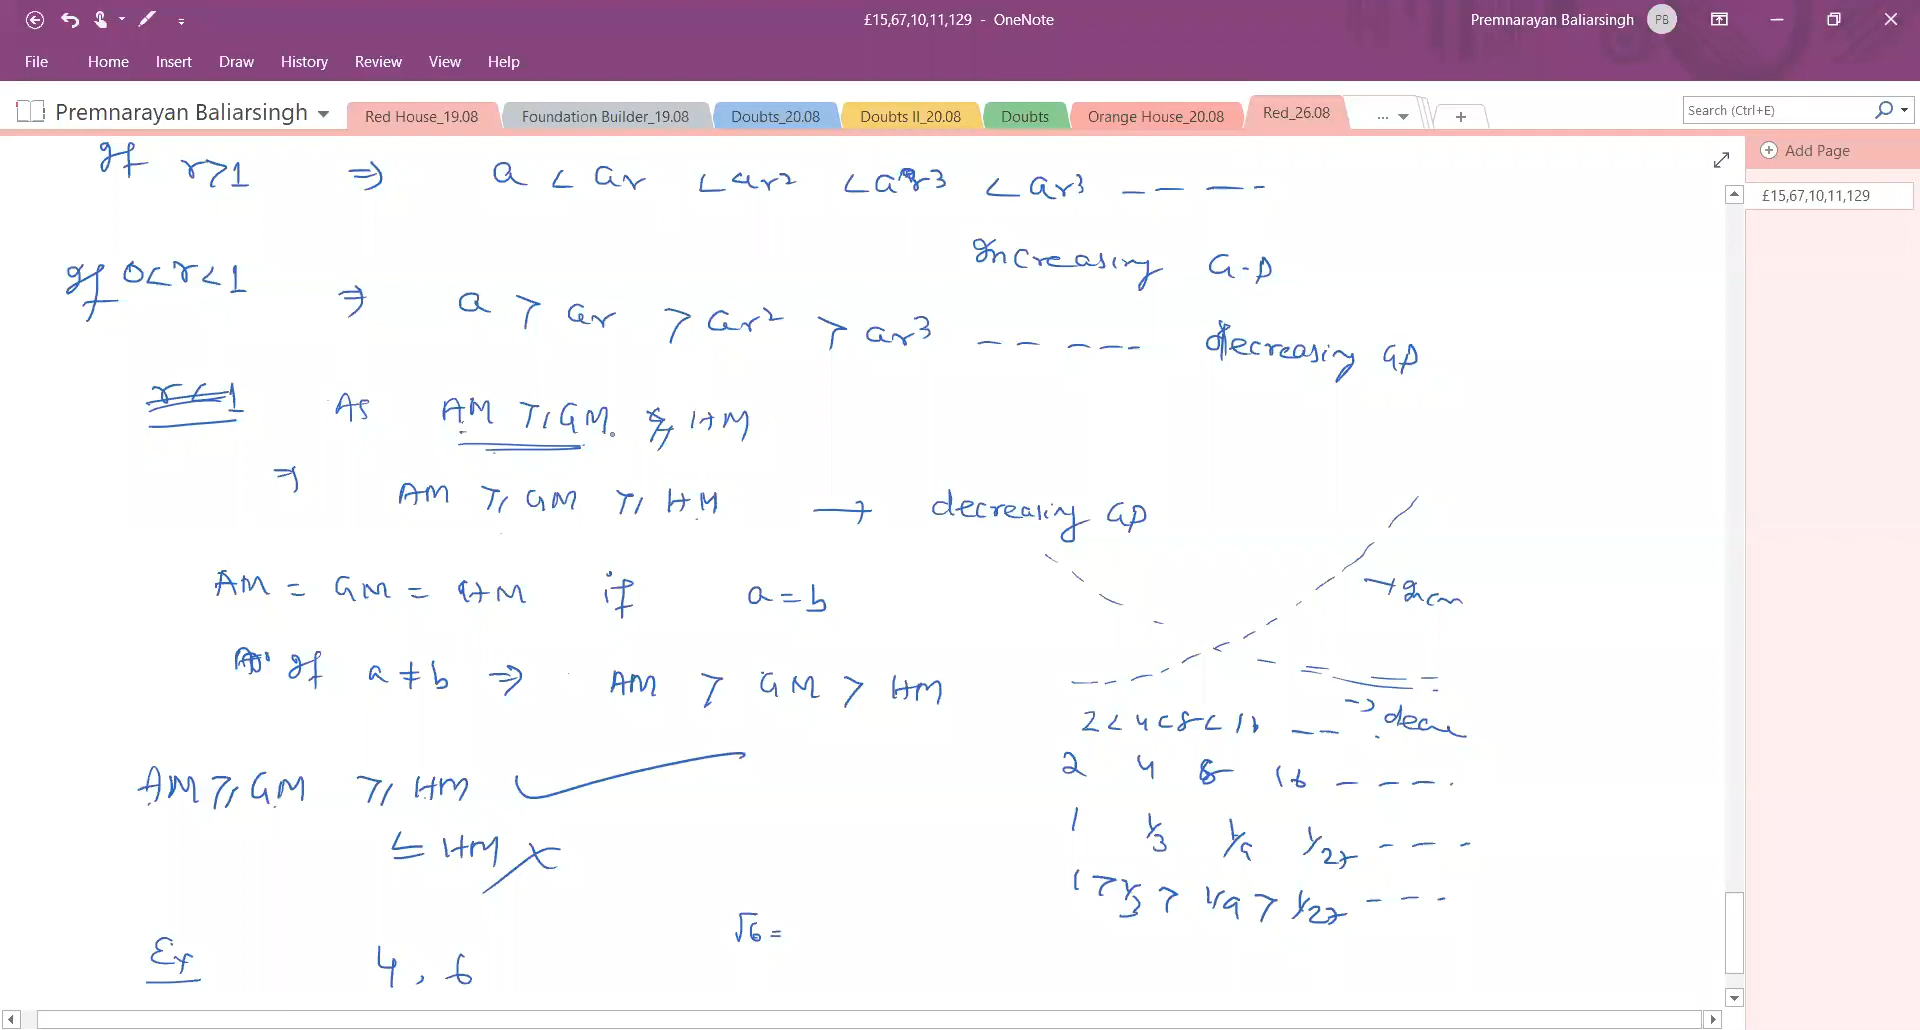 £15,67,10,11,129 - OneNote
Premnarayan Baliarsingh PB
File Home Insert Draw History Review View Help
Premnarayan Baliarsingh
Red House_19.08 Foundation Builder_19.08 Doubts_20.08 Doubts II_20.08 Doubts Orange House_20.08 Red_26.08 ... +
Search (Ctrl+E)
Add Page
£15,67,10,11,129
If r>1 ⇒ a < ar < ar² < ar³ < ar³ -- --
Increasing G.P
If 0<r<1 ⇒ a > ar > ar² > ar³ -- --- decreasing GP
r<1 As AM ≥ GM ≥ HM
⇒ AM ≥ GM ≥ HM → decreasing GP
AM = GM = HM if a = b
If a ≠ b ⇒ AM > GM > HM
→ decre
2 < 4 < 8 < 16 --
AM ≥ GM ≥ HM ✓
2 4 8 16 ----
≤ HM ×
1 1/3 1/9 1/27 ----
1 > 1/3 > 1/9 > 1/27 ---
√6 =
Ex 4, 6